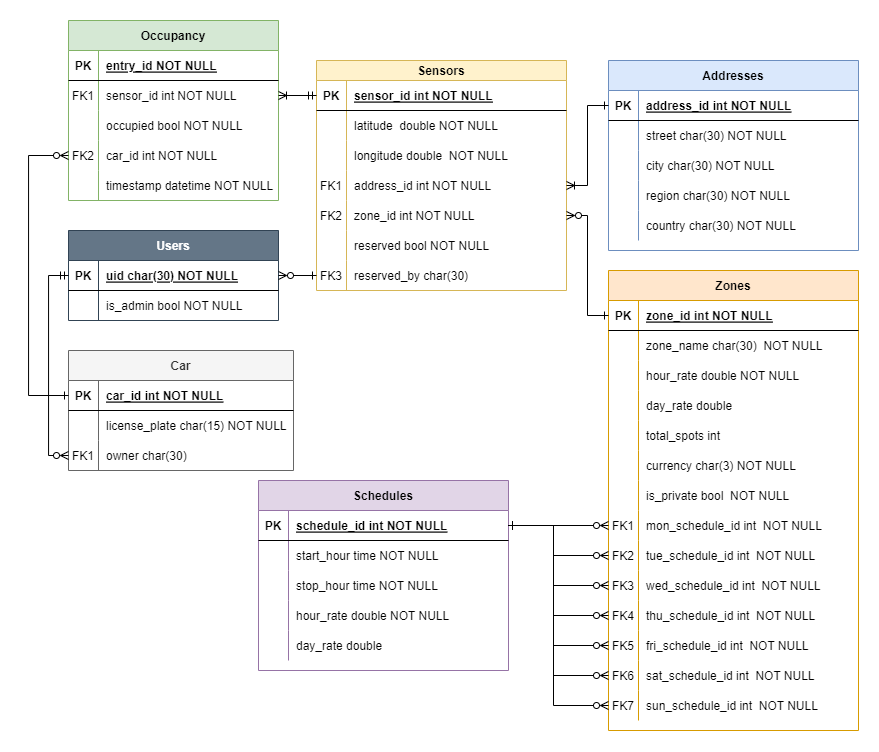 Occupancy
PK entry_id NOT NULL
FK1 sensor_id int NOT NULL
occupied bool NOT NULL
FK2 car_id int NOT NULL
timestamp datetime NOT NULL
Sensors
PK sensor_id int NOT NULL
latitude double NOT NULL
longitude double NOT NULL
FK1 address_id int NOT NULL
FK2 zone_id int NOT NULL
reserved bool NOT NULL
FK3 reserved_by char(30)
Addresses
PK address_id int NOT NULL
street char(30) NOT NULL
city char(30) NOT NULL
region char(30) NOT NULL
country char(30) NOT NULL
Users
PK uid char(30) NOT NULL
is_admin bool NOT NULL
Car
PK car_id int NOT NULL
license_plate char(15) NOT NULL
FK1 owner char(30)
Zones
PK zone_id int NOT NULL
zone_name char(30) NOT NULL
hour_rate double NOT NULL
day_rate double
total_spots int
currency char(3) NOT NULL
is_private bool NOT NULL
FK1 mon_schedule_id int NOT NULL
FK2 tue_schedule_id int NOT NULL
FK3 wed_schedule_id int NOT NULL
FK4 thu_schedule_id int NOT NULL
FK5 fri_schedule_id int NOT NULL
FK6 sat_schedule_id int NOT NULL
FK7 sun_schedule_id int NOT NULL
Schedules
PK schedule_id int NOT NULL
start_hour time NOT NULL
stop_hour time NOT NULL
hour_rate double NOT NULL
day_rate double